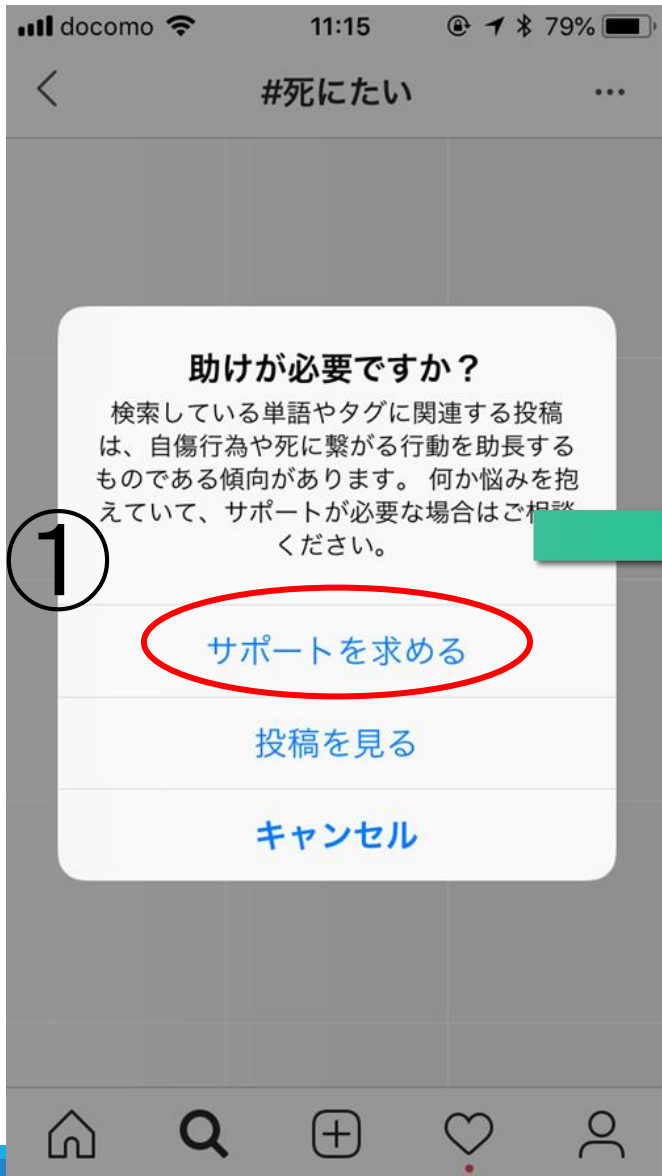 docomo 11:15 79%
#死にたい
助けが必要ですか？
検索している単語やタグに関連する投稿
は、自傷行為や死に繋がる行動を助長する
ものである傾向があります。 何か悩みを抱
えていて、サポートが必要な場合はご相談
ください。
①
サポートを求める
投稿を見る
キャンセル